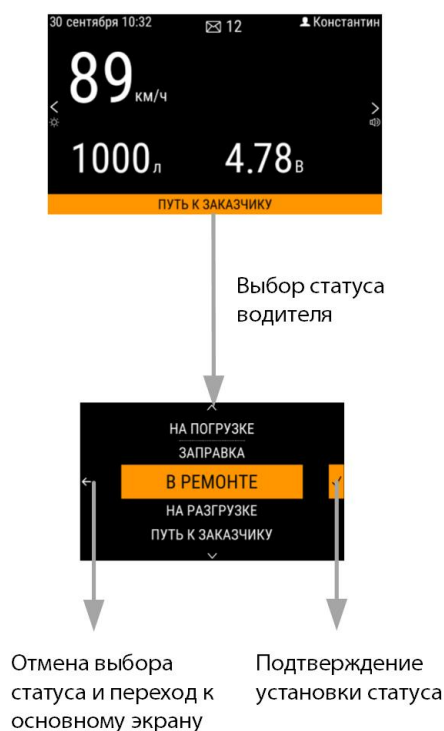 30 сентября 10:32 12 Константин
89 км/ч
1000 л 4.78 В
ПУТЬ К ЗАКАЗЧИКУ
Выбор статуса
водителя
НА ПОГРУЗКЕ
ЗАПРАВКА
В РЕМОНТЕ
НА РАЗГРУЗКЕ
ПУТЬ К ЗАКАЗЧИКУ
Отмена выбора
статуса и переход к
основному экрану
Подтверждение
установки статуса